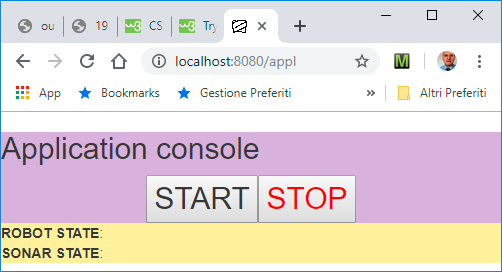 ou
19
CS
Try
localhost:8080/appl
App
Bookmarks
Gestione Preferiti
»
Altri Preferiti
Application console
START STOP
ROBOT STATE:
SONAR STATE: